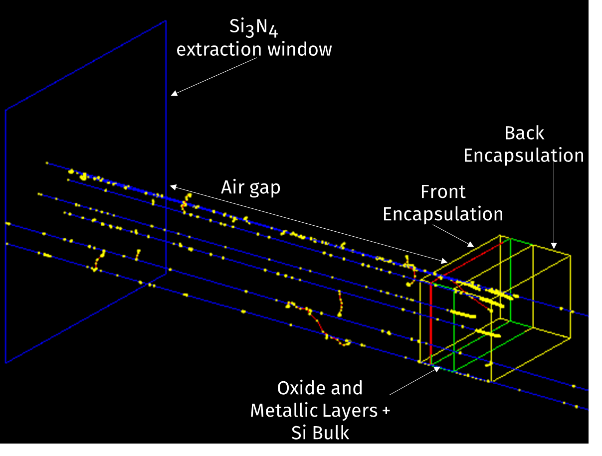 Si3N4
extraction window
Air gap
Back
Encapsulation
Front
Encapsulation
Oxide and
Metallic Layers +
Si Bulk